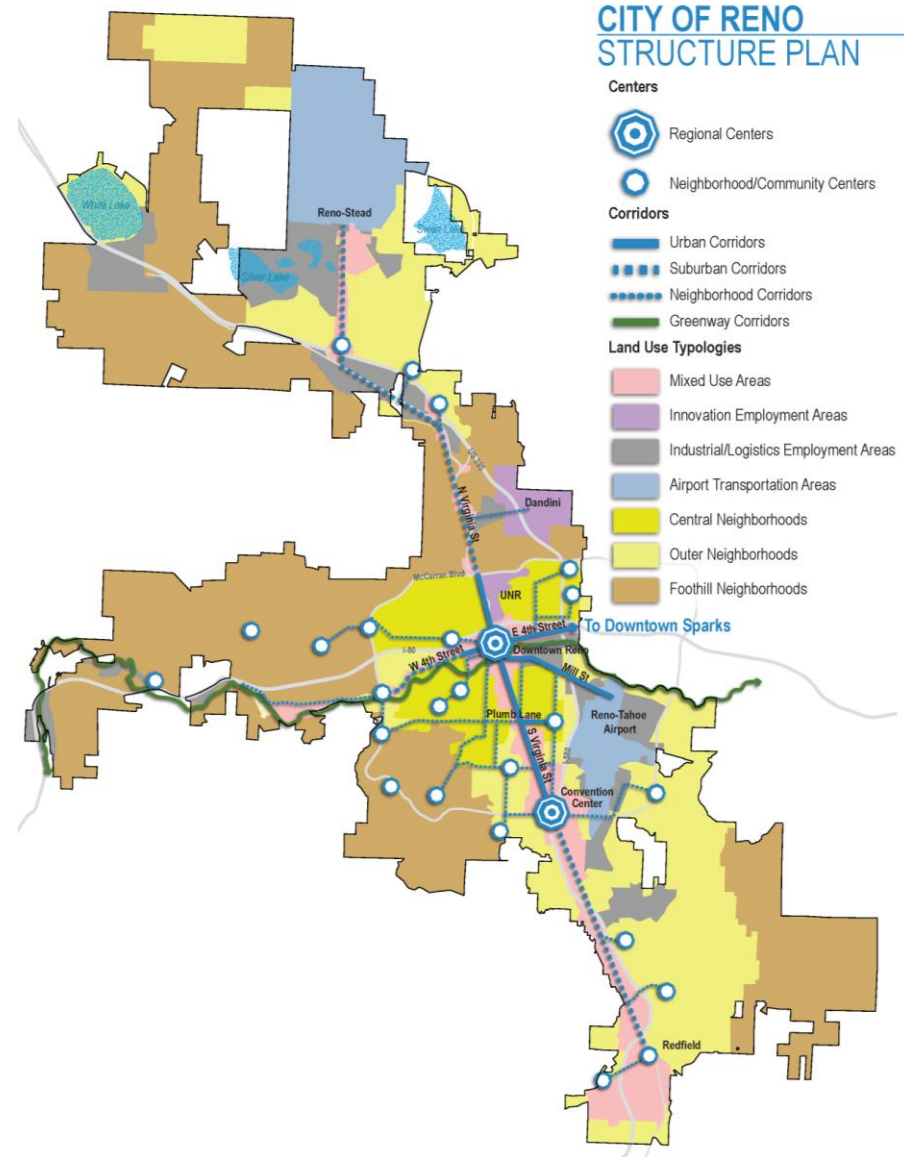 CITY OF RENO
STRUCTURE PLAN
Centers
Regional Centers
Neighborhood/Community Centers
Corridors
Urban Corridors
Suburban Corridors
Neighborhood Corridors
Greenway Corridors
Land Use Typologies
Mixed Use Areas
Innovation Employment Areas
Industrial/Logistics Employment Areas
Airport Transportation Areas
Central Neighborhoods
Outer Neighborhoods
Foothill Neighborhoods
White Lake
Reno-Stead
Swan Lake
Silver Lake
US 395
N Virginia St
Dandini
McCarran Blvd
UNR
E 4th Street
To Downtown Sparks
I-80
W 4th Street
Downtown Reno
Mill St
Plumb Lane
Reno-Tahoe
Airport
S Virginia St
I-580
Convention
Center
Redfield